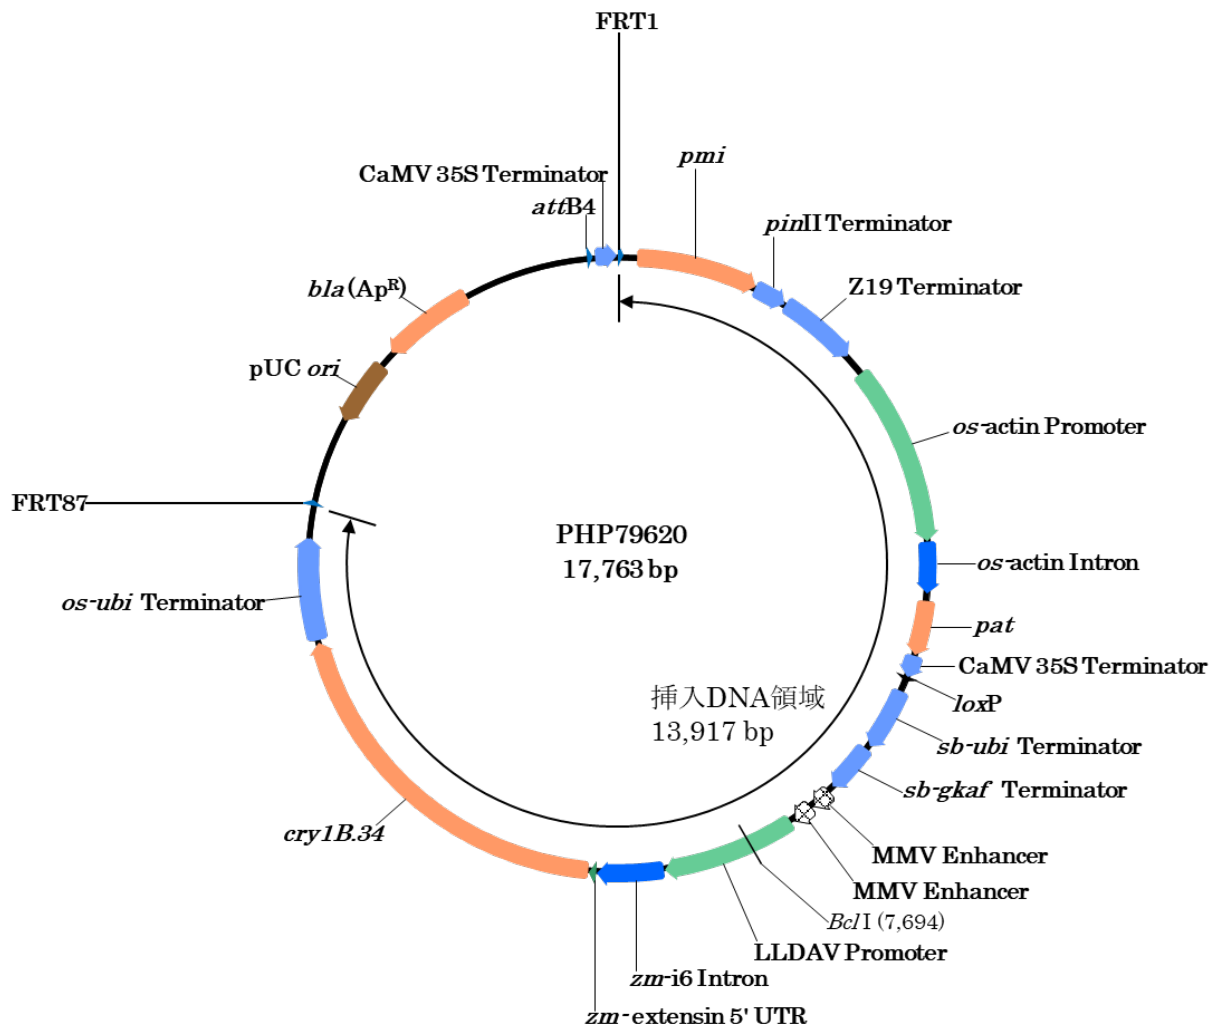 FRT1
pmi
CaMV 35S Terminator
attB4
pinII Terminator
bla (Apᴿ)
Z19 Terminator
pUC ori
os-actin Promoter
FRT87
PHP79620
17,763 bp
os-actin Intron
os-ubi Terminator
pat
CaMV 35S Terminator
挿入DNA領域
13,917 bp
loxP
sb-ubi Terminator
sb-gkaf Terminator
cry1B.34
MMV Enhancer
MMV Enhancer
BclI (7,694)
LLDAV Promoter
zm-i6 Intron
zm-extensin 5' UTR